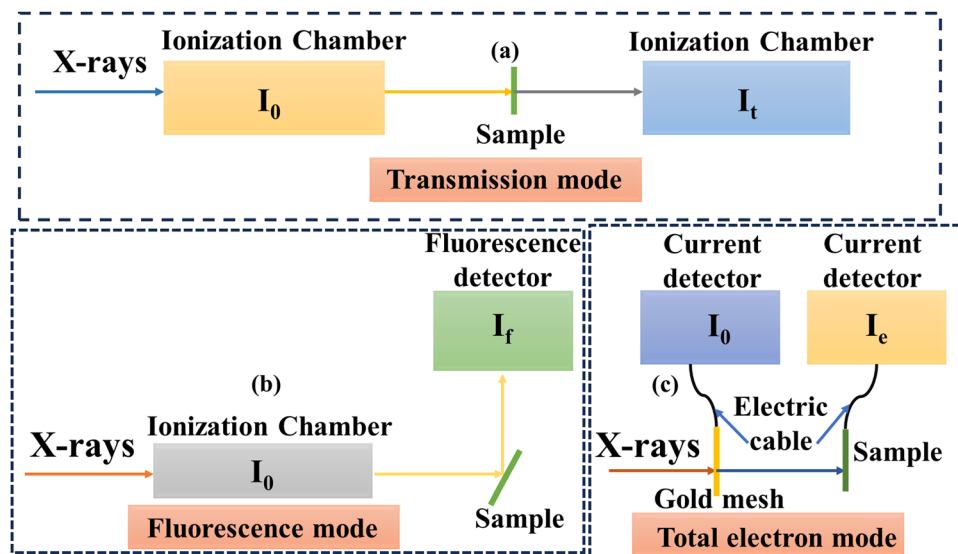 Ionization Chamber
(a)
Ionization Chamber
X-rays
I₀
Iₜ
Sample
Transmission mode
Fluorescence
detector
I_f
(b)
Ionization Chamber
X-rays
I₀
Sample
Fluorescence mode
Current
detector
Current
detector
I₀
Iₑ
(c)
Electric
cable
X-rays
Sample
Gold mesh
Total electron mode